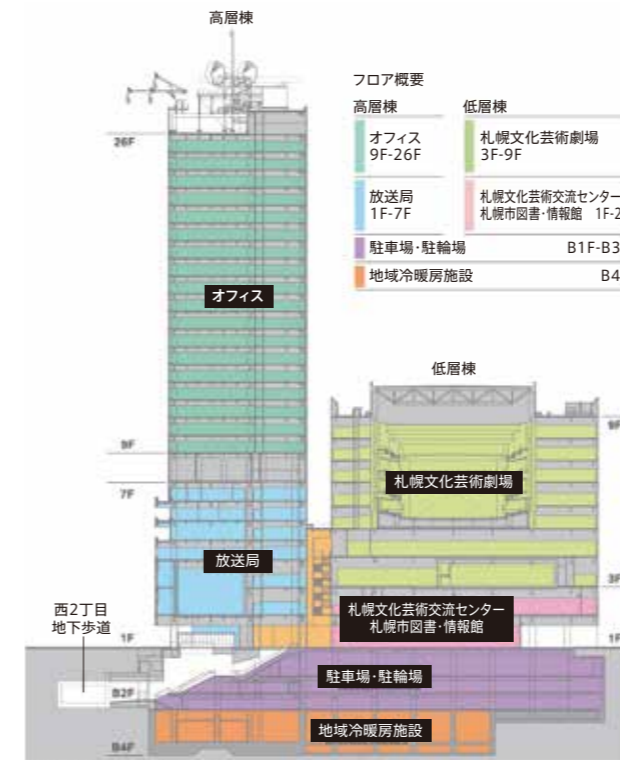 高層棟
フロア概要
高層棟
低層棟
オフィス
9F-26F
札幌文化芸術劇場
3F-9F
放送局
1F-7F
札幌文化芸術交流センター
札幌市図書・情報館 1F-2
駐車場・駐輪場 B1F-B3
地域冷暖房施設 B4
26F
オフィス
低層棟
9F
9F
7F
札幌文化芸術劇場
放送局
3F
西2丁目
地下歩道
札幌文化芸術交流センター
札幌市図書・情報館
1F
1F
駐車場・駐輪場
B2F
地域冷暖房施設
B4F